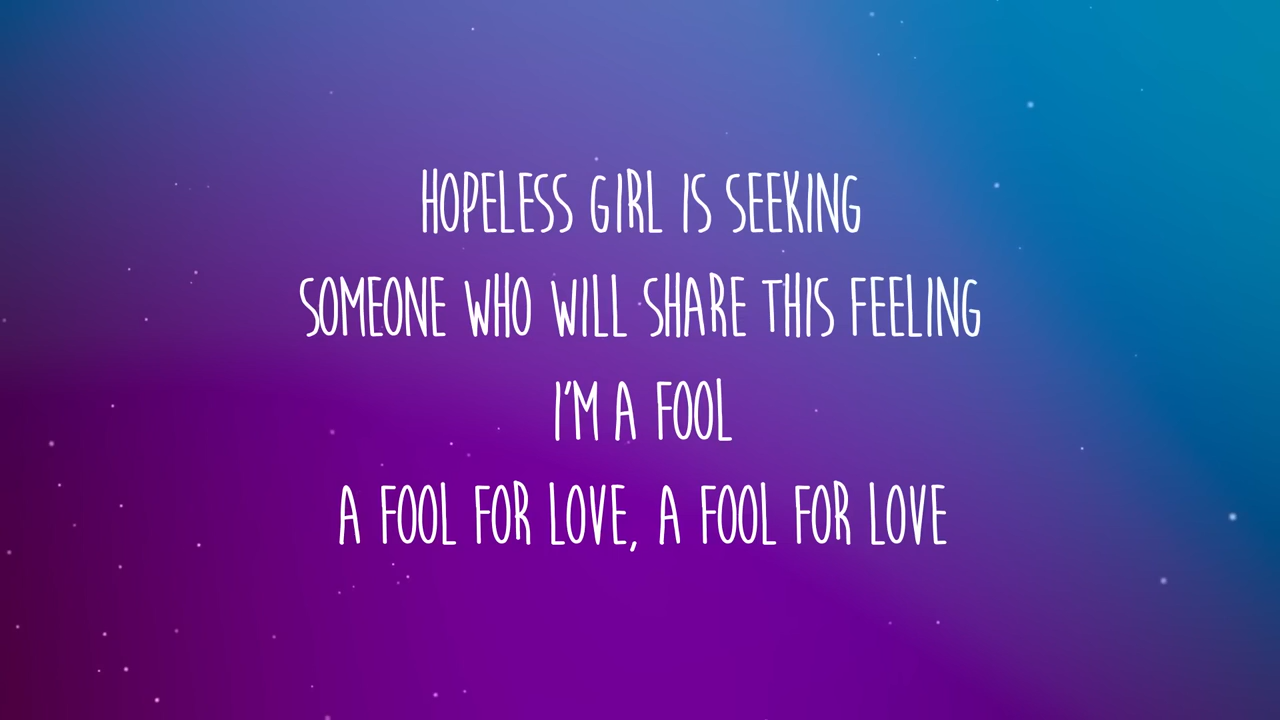 HOPELESS GIRL IS SEEKING
SOMEONE WHO WILL SHARE THIS FEELING
I'M A FOOL
A FOOL FOR LOVE, A FOOL FOR LOVE